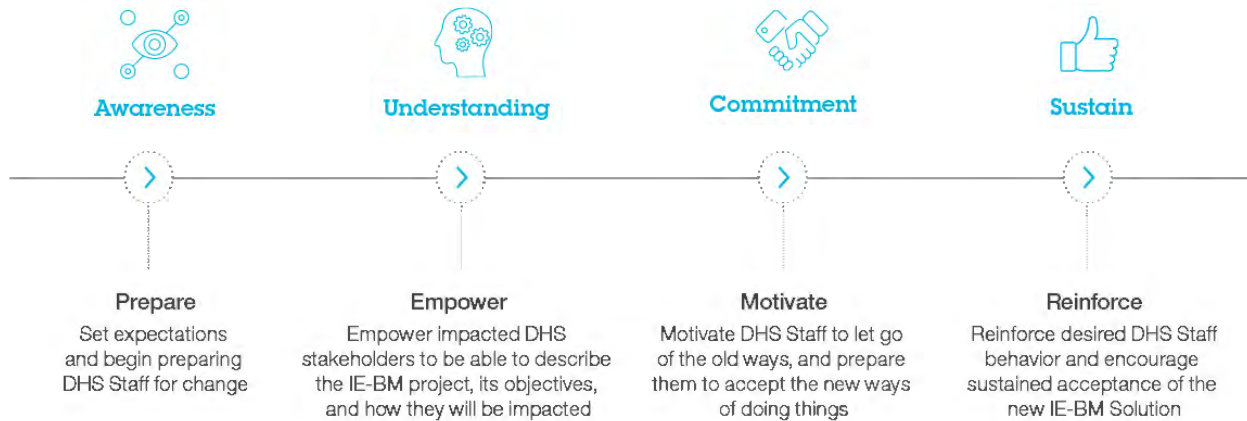 Awareness
Understanding
Commitment
Sustain
Prepare
Set expectations
and begin preparing
DHS Staff for change
Empower
Empower impacted DHS
stakeholders to be able to describe
the IE-BM project, its objectives,
and how they will be impacted
Motivate
Motivate DHS Staff to let go
of the old ways, and prepare
them to accept the new ways
of doing things
Reinforce
Reinforce desired DHS Staff
behavior and encourage
sustained acceptance of the
new IE-BM Solution